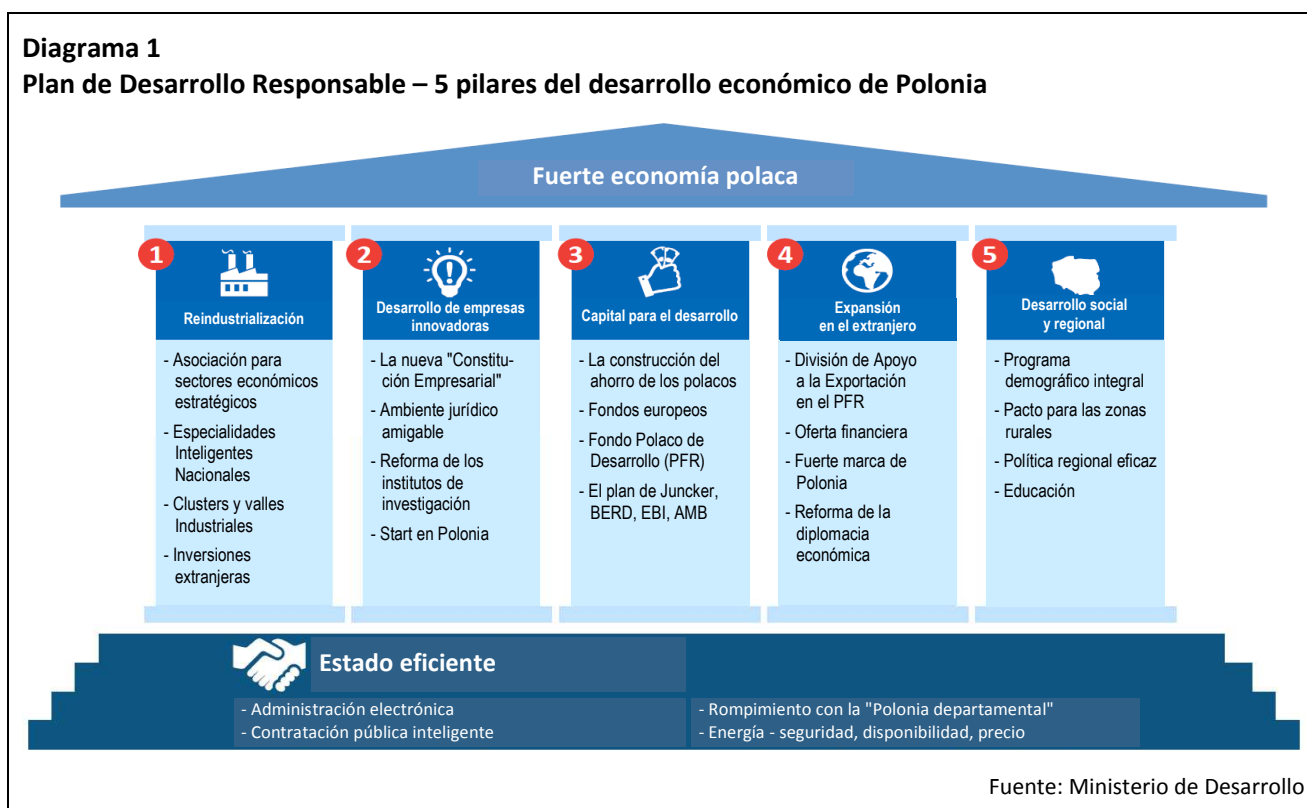 Diagrama 1
Plan de Desarrollo Responsable – 5 pilares del desarrollo económico de Polonia
Fuerte economía polaca
1
Reindustrialización
- Asociación para
sectores económicos
estratégicos
- Especialidades
Inteligentes
Nacionales
- Clusters y valles
Industriales
- Inversiones
extranjeras
2
Desarrollo de empresas
innovadoras
- La nueva "Constitu-
ción Empresarial"
- Ambiente jurídico
amigable
- Reforma de los
institutos de
investigación
- Start en Polonia
3
Capital para el desarrollo
- La construcción del
ahorro de los polacos
- Fondos europeos
- Fondo Polaco de
Desarrollo (PFR)
- El plan de Juncker,
BERD, EBI, AMB
4
Expansión
en el extranjero
- División de Apoyo
a la Exportación
en el PFR
- Oferta financiera
- Fuerte marca de
Polonia
- Reforma de la
diplomacia
económica
5
Desarrollo social
y regional
- Programa
demográfico integral
- Pacto para las zonas
rurales
- Política regional eficaz
- Educación
Estado eficiente
- Administración electrónica
- Contratación pública inteligente
- Rompimiento con la "Polonia departamental"
- Energía - seguridad, disponibilidad, precio
Fuente: Ministerio de Desarrollo